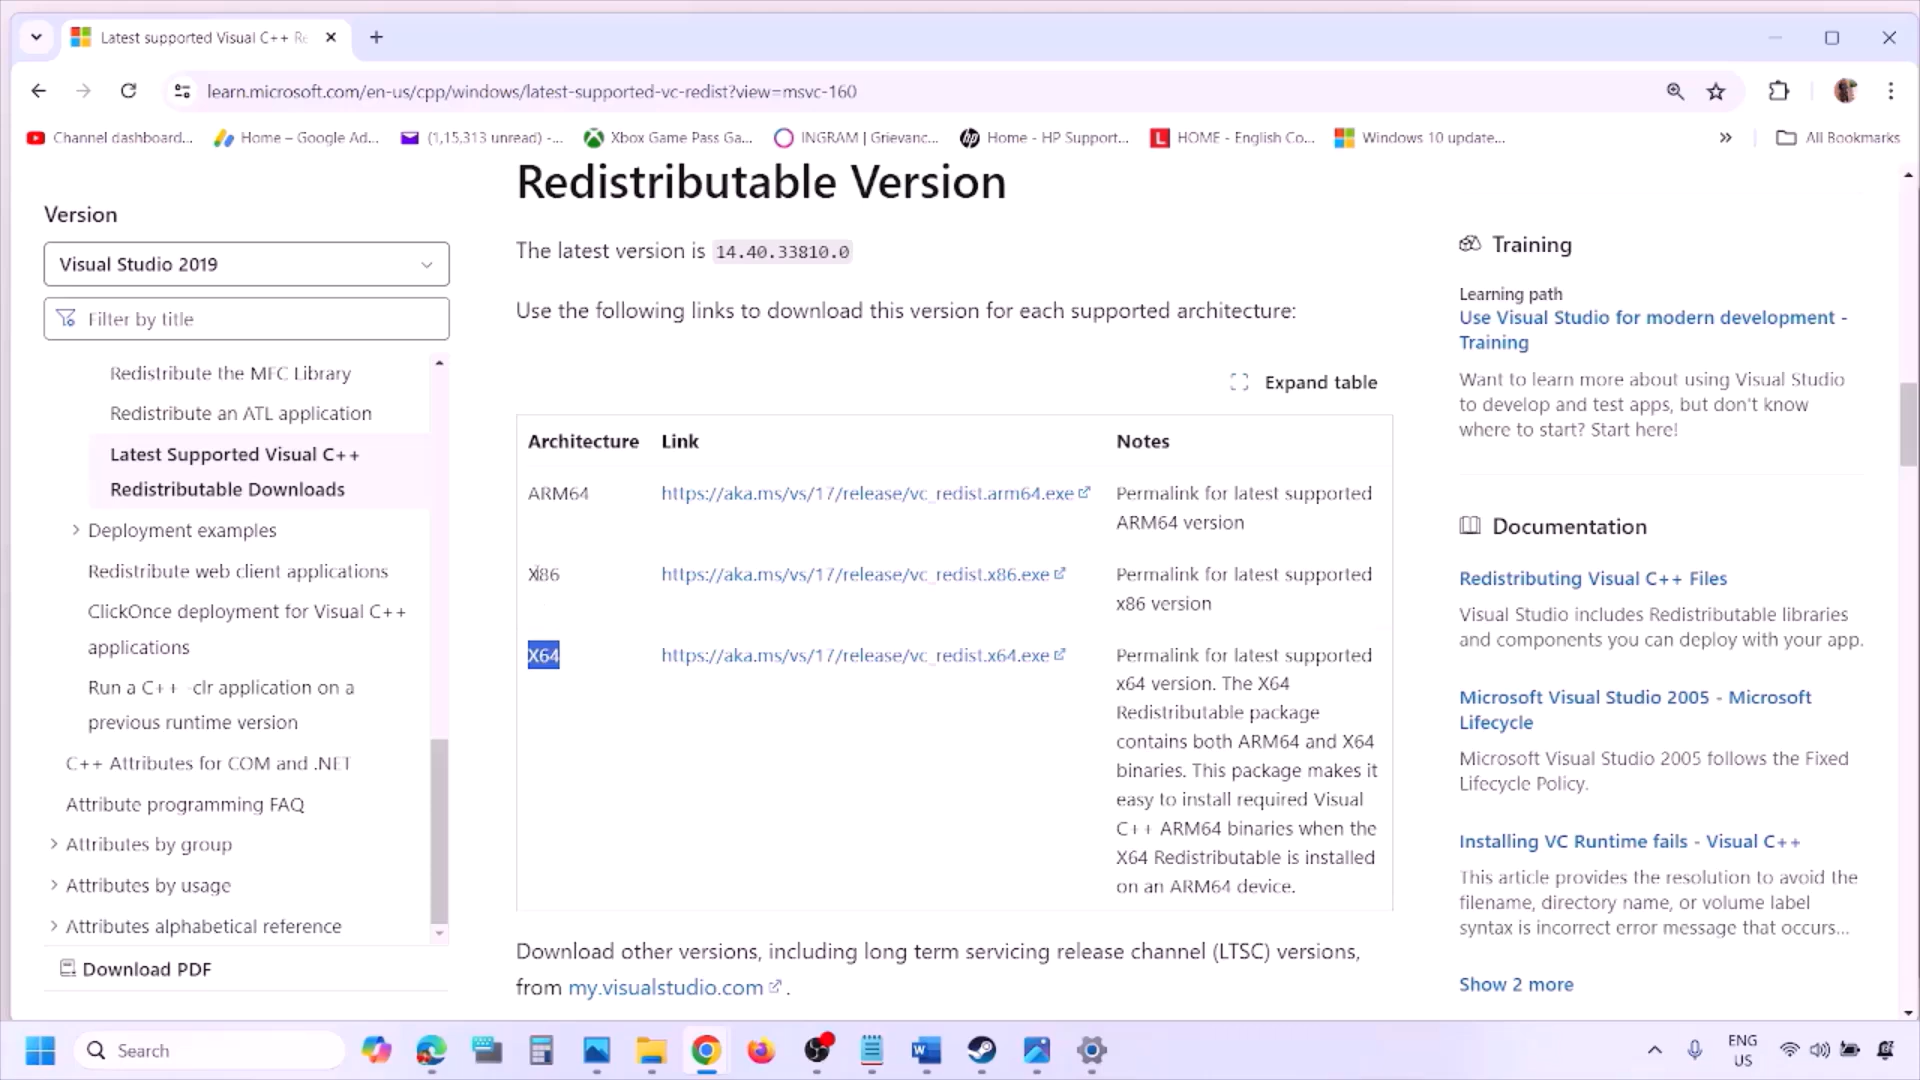 Latest supported Visual C++ Re
learn.microsoft.com/en-us/cpp/windows/latest-supported-vc-redist?view=msvc-160
Channel dashboard...
Home – Google Ad...
(1,15,313 unread) -...
Xbox Game Pass Ga...
INGRAM | Grievanc...
Home - HP Support...
HOME - English Co...
Windows 10 update...
All Bookmarks
Version
Visual Studio 2019
Filter by title
Redistribute the MFC Library
Redistribute an ATL application
Latest Supported Visual C++
Redistributable Downloads
Deployment examples
Redistribute web client applications
ClickOnce deployment for Visual C++
applications
Run a C++ -clr application on a
previous runtime version
C++ Attributes for COM and .NET
Attribute programming FAQ
Attributes by group
Attributes by usage
Attributes alphabetical reference
Download PDF
Redistributable Version
The latest version is 14.40.33810.0
Use the following links to download this version for each supported architecture:
Expand table
Architecture Link Notes
ARM64 https://aka.ms/vs/17/release/vc_redist.arm64.exe Permalink for latest supported
ARM64 version
X86 https://aka.ms/vs/17/release/vc_redist.x86.exe Permalink for latest supported
x86 version
X64 https://aka.ms/vs/17/release/vc_redist.x64.exe Permalink for latest supported
x64 version. The X64
Redistributable package
contains both ARM64 and X64
binaries. This package makes it
easy to install required Visual
C++ ARM64 binaries when the
X64 Redistributable is installed
on an ARM64 device.
Download other versions, including long term servicing release channel (LTSC) versions,
from my.visualstudio.com .
Training
Learning path
Use Visual Studio for modern development -
Training
Want to learn more about using Visual Studio
to develop and test apps, but don't know
where to start? Start here!
Documentation
Redistributing Visual C++ Files
Visual Studio includes Redistributable libraries
and components you can deploy with your app.
Microsoft Visual Studio 2005 - Microsoft
Lifecycle
Microsoft Visual Studio 2005 follows the Fixed
Lifecycle Policy.
Installing VC Runtime fails - Visual C++
This article provides the resolution to avoid the
filename, directory name, or volume label
syntax is incorrect error message that occurs...
Show 2 more
Search
ENG
US